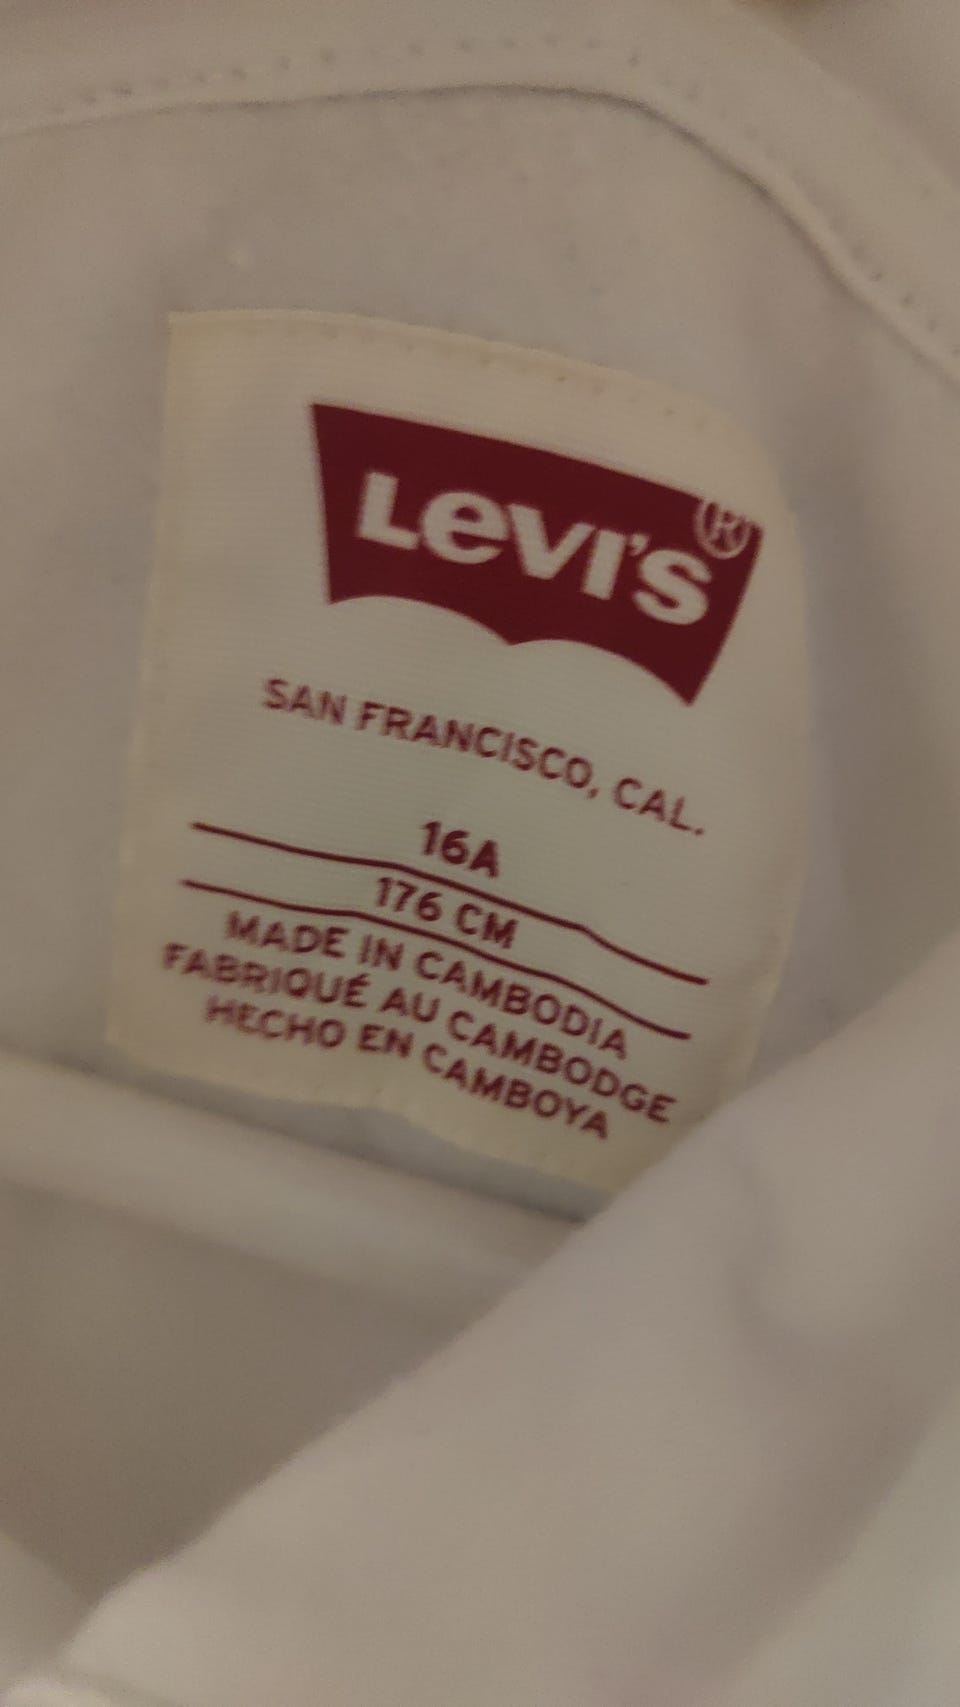 LEVI'S®
SAN FRANCISCO, CAL.
16A
176 CM
MADE IN CAMBODIA
FABRIQUÉ AU CAMBODGE
HECHO EN CAMBOYA